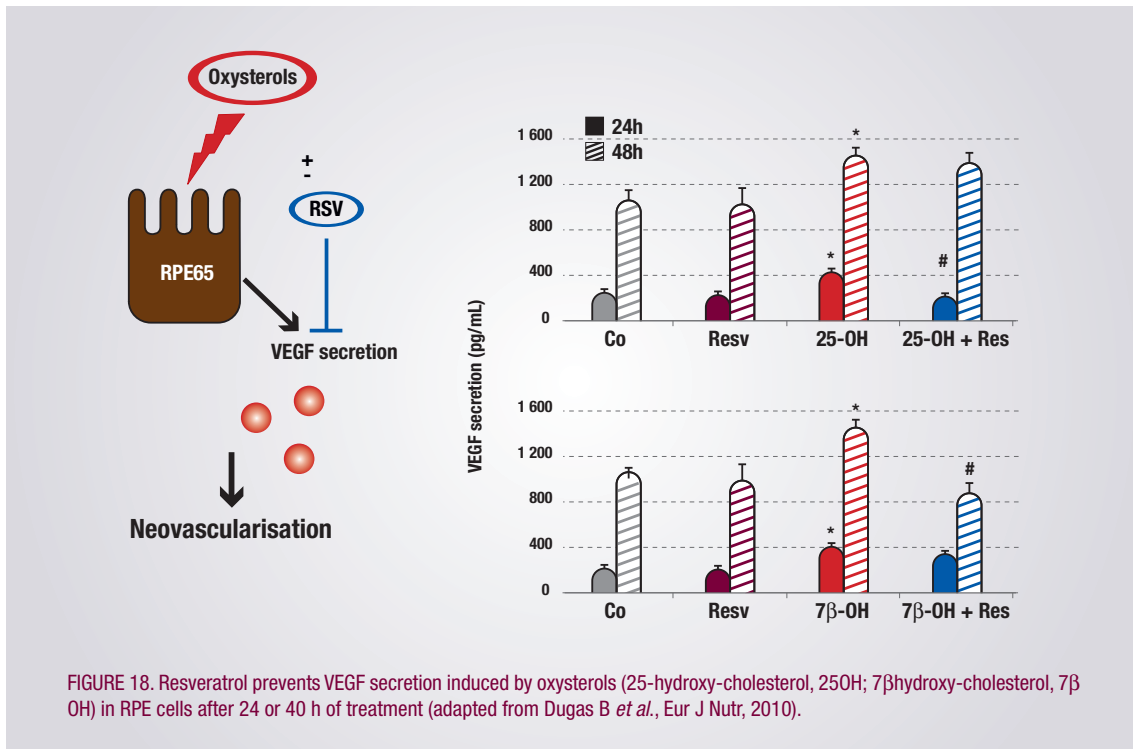 Oxysterols
+
-
RSV
RPE65
VEGF secretion
Neovascularisation
VEGF secretion (pg/mL)
24h
48h
1 600
1 200
800
400
0
*
*
#
Co
Resv
25-OH
25-OH + Res
1 600
1 200
800
400
0
*
*
#
Co
Resv
7β-OH
7β-OH + Res
FIGURE 18. Resveratrol prevents VEGF secretion induced by oxysterols (25-hydroxy-cholesterol, 25OH; 7βhydroxy-cholesterol, 7β
OH) in RPE cells after 24 or 40 h of treatment (adapted from Dugas B et al., Eur J Nutr, 2010).